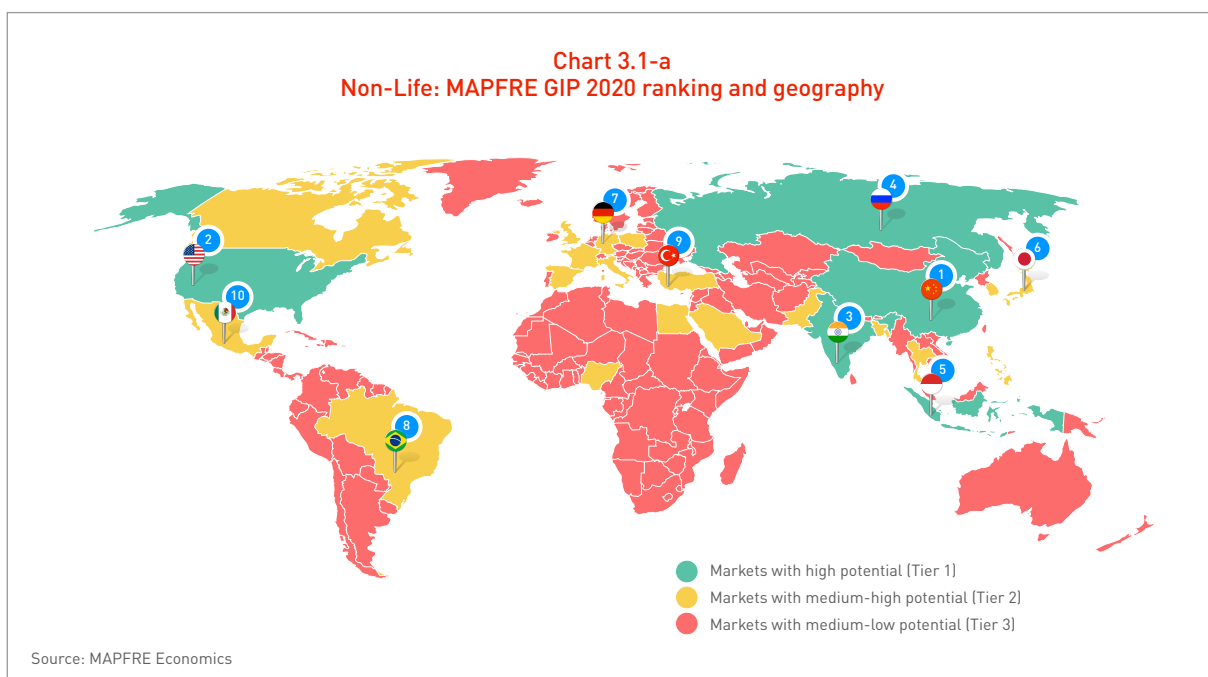 Chart 3.1-a
Non-Life: MAPFRE GIP 2020 ranking and geography
4
7
2
9
6
1
10
3
5
8
Markets with high potential (Tier 1)
Markets with medium-high potential (Tier 2)
Markets with medium-low potential (Tier 3)
Source: MAPFRE Economics